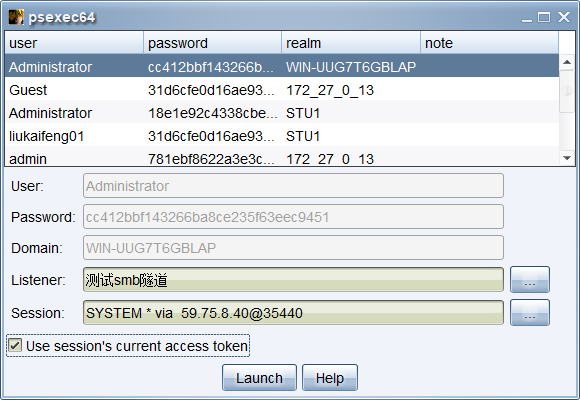 psexec64
user password realm note
Administrator cc412bbf143266b... WIN-UUG7T6GBLAP
Guest 31d6cfe0d16ae93... 172_27_0_13
Administrator 18e1e92c4338cbe... STU1
liukaifeng01 31d6cfe0d16ae93... STU1
admin 781ebf8622a3e3c... 172_27_0_13
User: Administrator
Password: cc412bbf143266ba8ce235f63eec9451
Domain: WIN-UUG7T6GBLAP
Listener: 测试smb隧道 ...
Session: SYSTEM * via 59.75.8.40@35440 ...
Use session's current access token
Launch Help